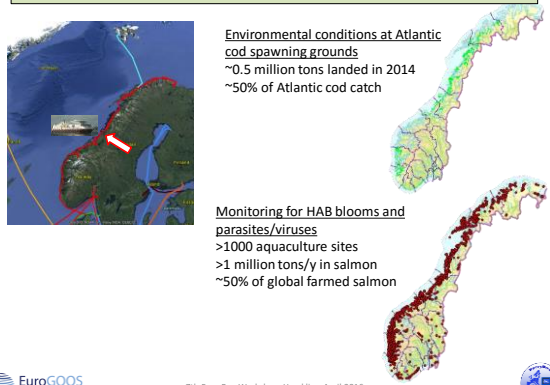 Environmental conditions at Atlantic
cod spawning grounds
~0.5 million tons landed in 2014
~50% of Atlantic cod catch
Monitoring for HAB blooms and
parasites/viruses
>1000 aquaculture sites
>1 million tons/y in salmon
~50% of global farmed salmon
EuroGOOS